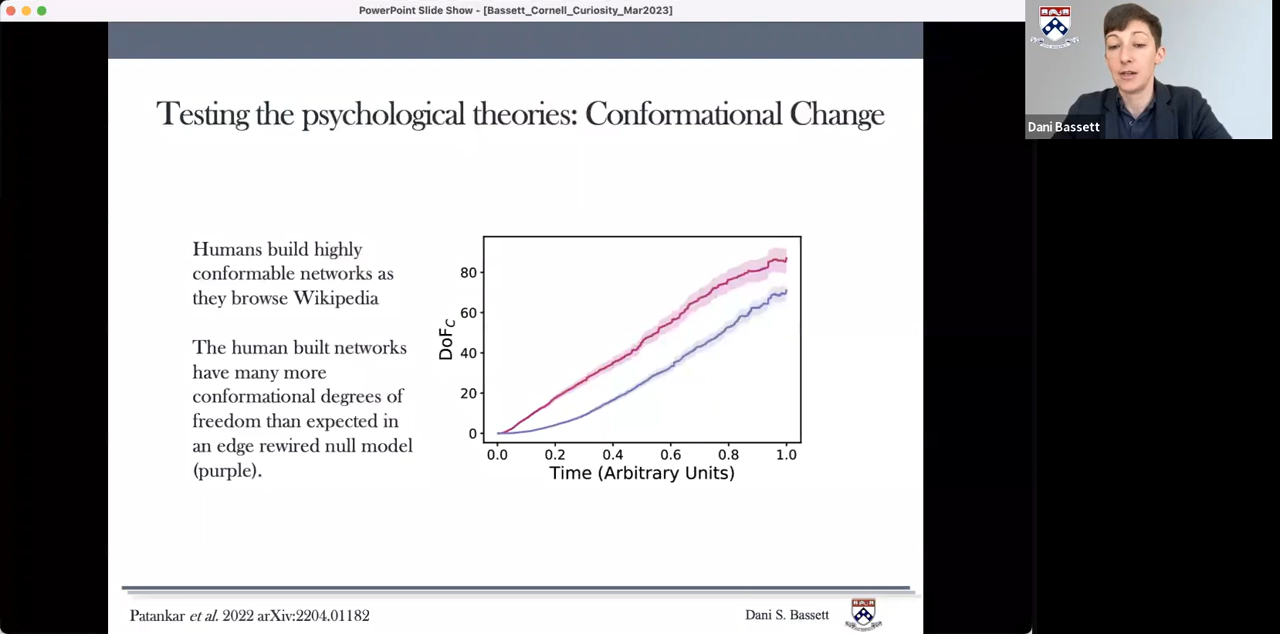 PowerPoint Slide Show - [Bassett_Cornell_Curiosity_Mar2023]
Dani Bassett
Testing the psychological theories: Conformational Change
Humans build highly
conformable networks as
they browse Wikipedia
The human built networks
have many more
conformational degrees of
freedom than expected in
an edge rewired null model
(purple).
DoFC
80
60
40
20
0
0.0 0.2 0.4 0.6 0.8 1.0
Time (Arbitrary Units)
Patankar et al. 2022 arXiv:2204.01182
Dani S. Bassett